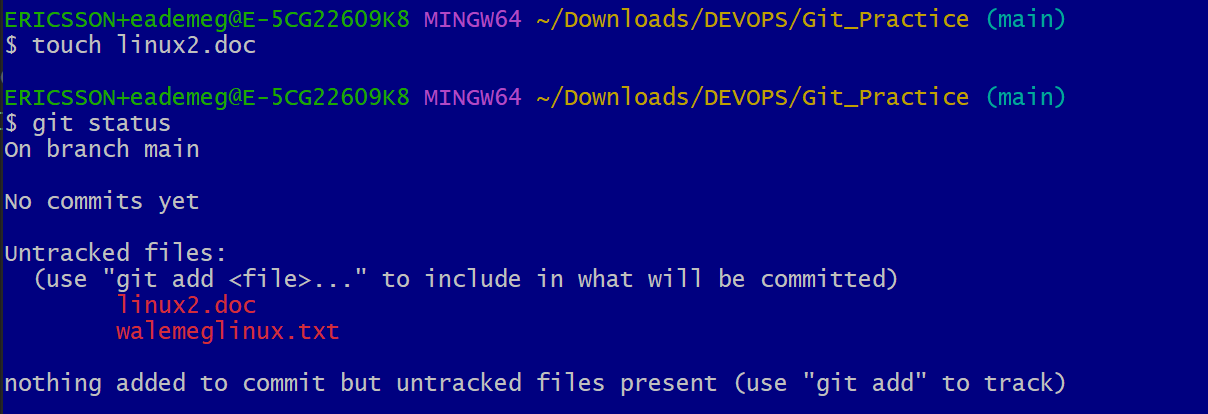 ERICSSON+eademeg@E-5CG22609K8 MINGW64 ~/Downloads/DEVOPS/Git_Practice (main)
$ touch linux2.doc
ERICSSON+eademeg@E-5CG22609K8 MINGW64 ~/Downloads/DEVOPS/Git_Practice (main)
$ git status
On branch main
No commits yet
Untracked files:
  (use "git add <file>..." to include in what will be committed)
        linux2.doc
        walemeglinux.txt
nothing added to commit but untracked files present (use "git add" to track)